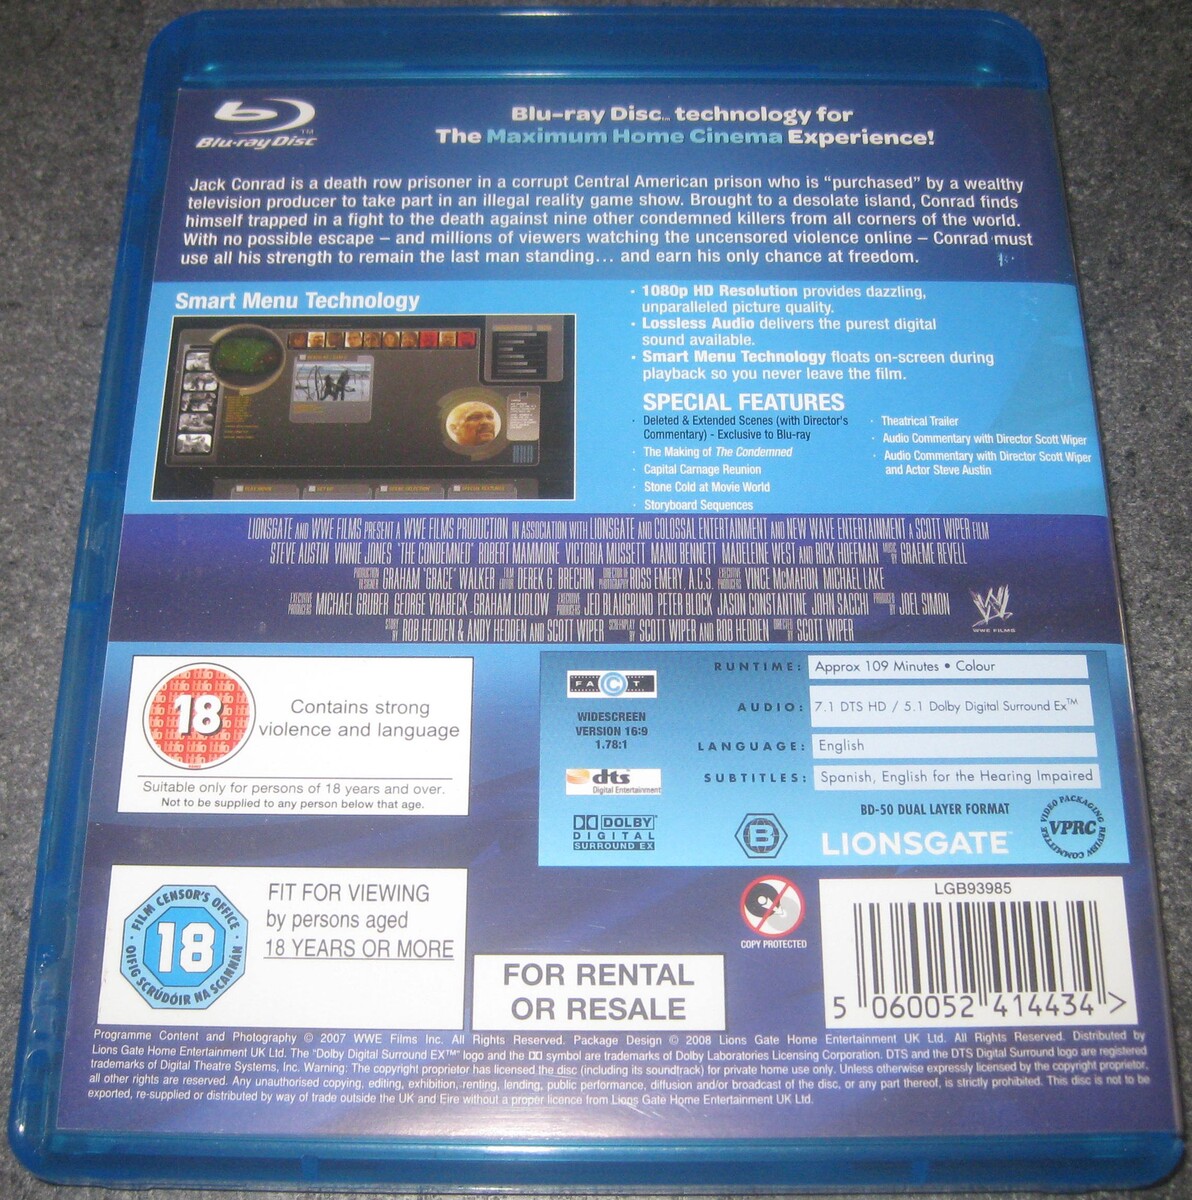 Blu-ray Disc™
Blu-ray Disc™ technology for
The Maximum Home Cinema Experience!
Jack Conrad is a death row prisoner in a corrupt Central American prison who is “purchased” by a wealthy
television producer to take part in an illegal reality game show. Brought to a desolate island, Conrad finds
himself trapped in a fight to the death against nine other condemned killers from all corners of the world.
With no possible escape – and millions of viewers watching the uncensored violence online – Conrad must
use all his strength to remain the last man standing... and earn his only chance at freedom.
Smart Menu Technology
· 1080p HD Resolution provides dazzling,
unparalleled picture quality.
· Lossless Audio delivers the purest digital
sound available.
· Smart Menu Technology floats on-screen during
playback so you never leave the film.
SPECIAL FEATURES
· Deleted & Extended Scenes (with Director's
Commentary) - Exclusive to Blu-ray
· The Making of The Condemned
· Capital Carnage Reunion
· Stone Cold at Movie World
· Storyboard Sequences
· Theatrical Trailer
· Audio Commentary with Director Scott Wiper
· Audio Commentary with Director Scott Wiper
and Actor Steve Austin
LIONSGATE AND WWE FILMS PRESENT A WWE FILMS PRODUCTION IN ASSOCIATION WITH LIONSGATE AND COLOSSAL ENTERTAINMENT AND NEW WAVE ENTERTAINMENT A SCOTT WIPER FILM
STEVE AUSTIN VINNIE JONES "THE CONDEMNED" ROBERT MAMMONE VICTORIA MUSSETT MANU BENNETT MADELEINE WEST AND RICK HOFFMAN MUSIC BY GRAEME REVELL
PRODUCTION DESIGNER GRAHAM 'GRACE' WALKER FILM EDITOR DEREK G BRECHIN DIRECTOR OF PHOTOGRAPHY ROSS EMERY A.C.S. EXECUTIVE PRODUCERS VINCE McMAHON MICHAEL LAKE
EXECUTIVE PRODUCERS MICHAEL GRUBER GEORGE VRABECK GRAHAM LUDLOW EXECUTIVE PRODUCERS JED BLAUGRUND PETER BLOCK JASON CONSTANTINE JOHN SACCHI PRODUCED BY JOEL SIMON
STORY BY ROB HEDDEN & ANDY HEDDEN AND SCOTT WIPER SCREENPLAY BY SCOTT WIPER AND ROB HEDDEN DIRECTED BY SCOTT WIPER
WWE FILMS
18
Contains strong
violence and language
Suitable only for persons of 18 years and over.
Not to be supplied to any person below that age.
FACT
WIDESCREEN
VERSION 16:9
1.78:1
dts
Digital Entertainment
DOLBY
DIGITAL
SURROUND EX
RUNTIME: Approx 109 Minutes • Colour
AUDIO: 7.1 DTS HD / 5.1 Dolby Digital Surround Ex™
LANGUAGE: English
SUBTITLES: Spanish, English for the Hearing Impaired
BD-50 DUAL LAYER FORMAT
B
LIONSGATE
VIDEO PACKAGING REVIEW COMMITTEE
VPRC
FILM CENSOR'S OFFICE
18
OIFIG SCRÚDÓIR NA SCANNÁN
FIT FOR VIEWING
by persons aged
18 YEARS OR MORE
FOR RENTAL
OR RESALE
COPY PROTECTED
LGB93985
5 060052 414434 >
Programme Content and Photography © 2007 WWE Films Inc. All Rights Reserved. Package Design © 2008 Lions Gate Home Entertainment UK Ltd. All Rights Reserved. Distributed by
Lions Gate Home Entertainment UK Ltd. The "Dolby Digital Surround EX™" logo and the DD symbol are trademarks of Dolby Laboratories Licensing Corporation. DTS and the DTS Digital Surround logo are registered
trademarks of Digital Theatre Systems, Inc. Warning: The copyright proprietor has licensed the disc (including its soundtrack) for private home use only. Unless otherwise expressly licensed by the copyright proprietor,
all other rights are reserved. Any unauthorised copying, editing, exhibition, renting, lending, public performance, diffusion and/or broadcast of the disc, or any part thereof, is strictly prohibited. This disc is not to be
exported, re-supplied or distributed by way of trade outside the UK and Eire without a proper licence from Lions Gate Home Entertainment UK Ltd.